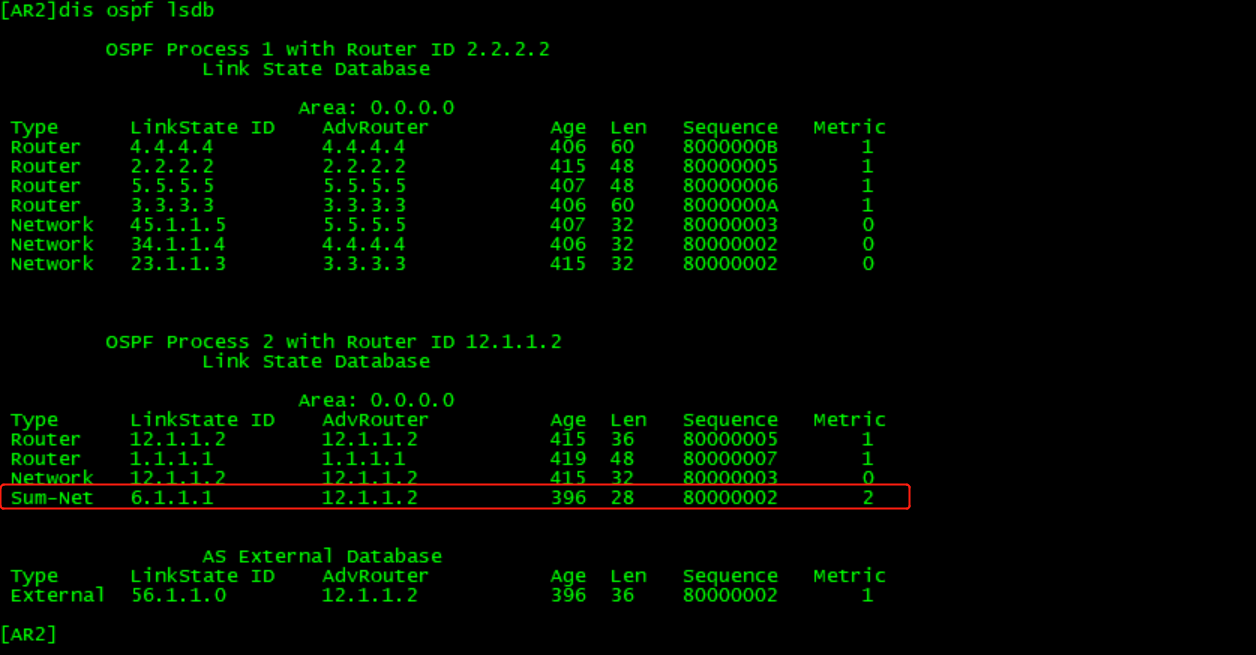 [AR2]dis ospf lsdb
OSPF Process 1 with Router ID 2.2.2.2
Link State Database
Area: 0.0.0.0
Type LinkState ID AdvRouter Age Len Sequence Metric
Router 4.4.4.4 4.4.4.4 406 60 8000000B 1
Router 2.2.2.2 2.2.2.2 415 48 80000005 1
Router 5.5.5.5 5.5.5.5 407 48 80000006 1
Router 3.3.3.3 3.3.3.3 406 60 8000000A 1
Network 45.1.1.5 5.5.5.5 407 32 80000003 0
Network 34.1.1.4 4.4.4.4 406 32 80000002 0
Network 23.1.1.3 3.3.3.3 415 32 80000002 0
OSPF Process 2 with Router ID 12.1.1.2
Link State Database
Area: 0.0.0.0
Type LinkState ID AdvRouter Age Len Sequence Metric
Router 12.1.1.2 12.1.1.2 415 36 80000005 1
Router 1.1.1.1 1.1.1.1 419 48 80000007 1
Network 12.1.1.2 12.1.1.2 415 32 80000003 0
Sum-Net 6.1.1.1 12.1.1.2 396 28 80000002 2
AS External Database
Type LinkState ID AdvRouter Age Len Sequence Metric
External 56.1.1.0 12.1.1.2 396 36 80000002 1
[AR2]